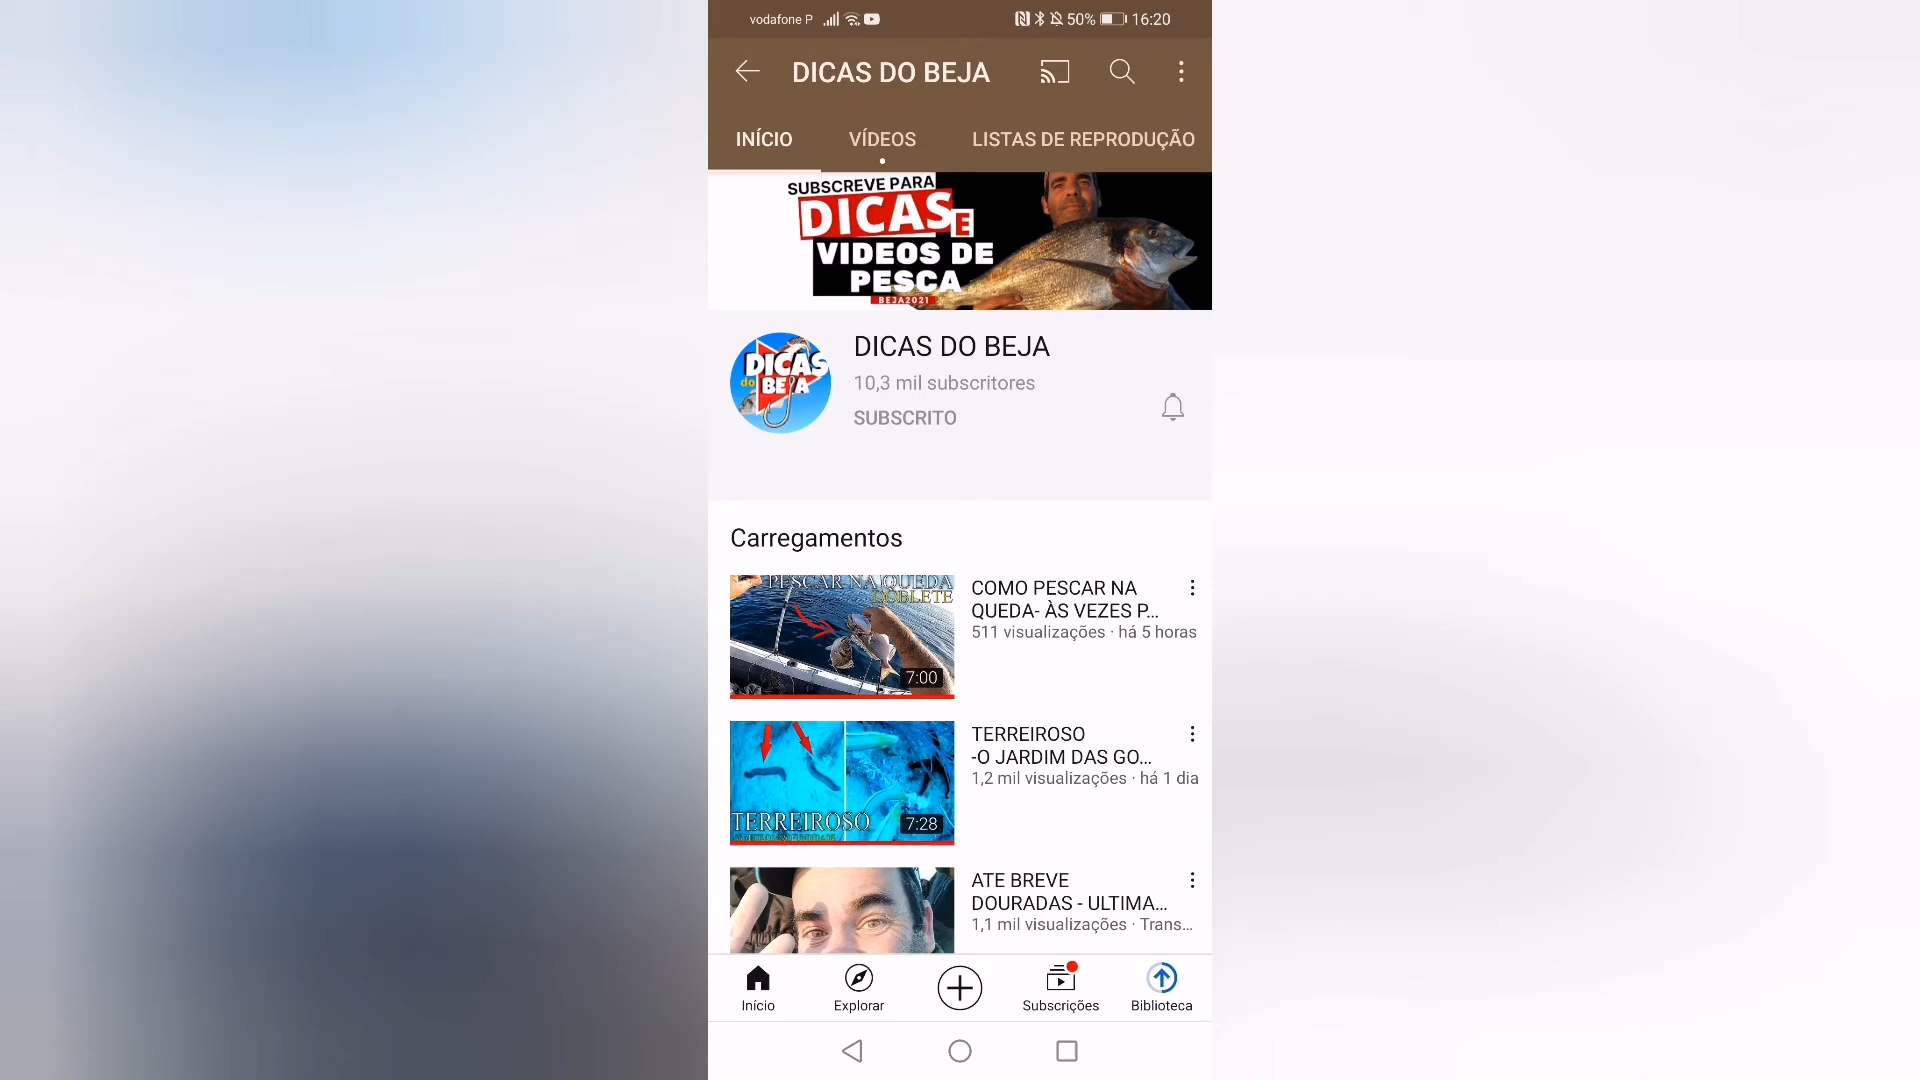 vodafone P
50% 16:20
DICAS DO BEJA
INÍCIO VÍDEOS LISTAS DE REPRODUÇÃO
SUBSCREVE PARA
DICAS E
VIDEOS DE
PESCA
BEJA2021
DICAS
do BEJA
DICAS DO BEJA
10,3 mil subscritores
SUBSCRITO
Carregamentos
PESCAR NA QUEDA
DOBLETE
7:00
COMO PESCAR NA
QUEDA- ÀS VEZES P...
511 visualizações · há 5 horas
TERREIROSO
7:28
TERREIROSO
-O JARDIM DAS GO...
1,2 mil visualizações · há 1 dia
ATE BREVE
DOURADAS - ULTIMA...
1,1 mil visualizações · Trans...
Início Explorar Subscrições Biblioteca